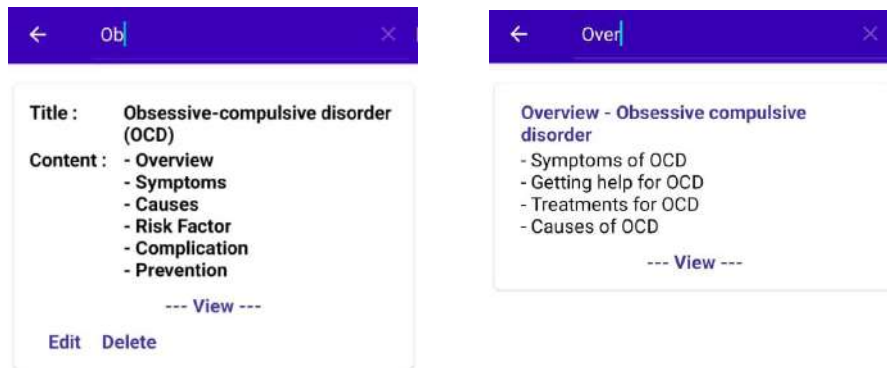 Ob
Title : Obsessive-compulsive disorder
(OCD)
Content : - Overview
- Symptoms
- Causes
- Risk Factor
- Complication
- Prevention
--- View ---
Edit Delete
Over
Overview - Obsessive compulsive
disorder
- Symptoms of OCD
- Getting help for OCD
- Treatments for OCD
- Causes of OCD
--- View ---